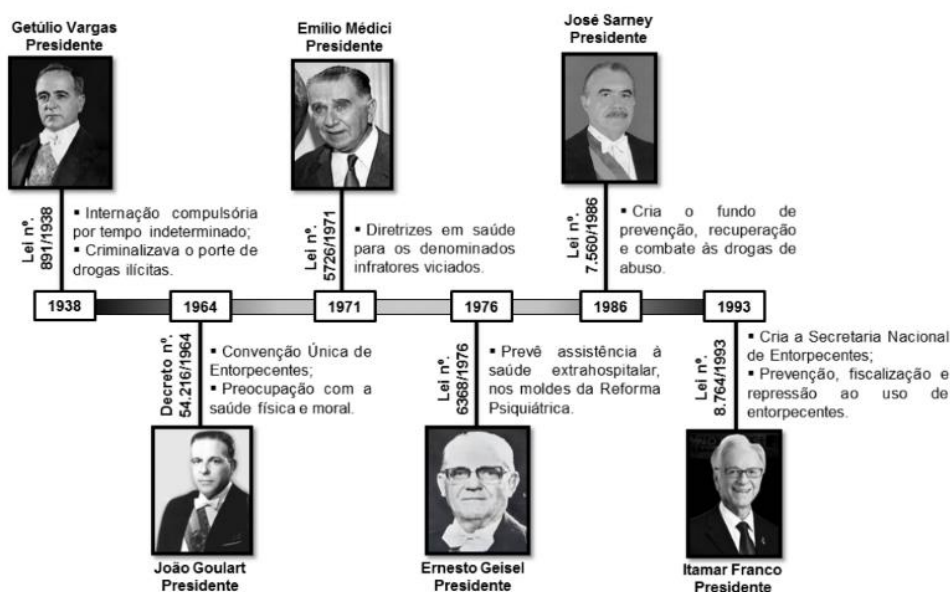 Getúlio Vargas
Presidente
Emílio Médici
Presidente
José Sarney
Presidente
Lei nº.
891/1938
▪ Internação compulsória
por tempo indeterminado;
▪ Criminalizava o porte de
drogas ilícitas.
Lei nº.
5726/1971
▪ Diretrizes em saúde
para os denominados
infratores viciados.
Lei nº.
7.560/1986
▪ Cria o fundo de
prevenção, recuperação
e combate às drogas de
abuso.
1938
1964
1971
1976
1986
1993
Decreto nº.
54.216/1964
▪ Convenção Única de
Entorpecentes;
▪ Preocupação com a
saúde física e moral.
Lei nº.
6368/1976
▪ Prevê assistência à
saúde extrahospitalar,
nos moldes da Reforma
Psiquiátrica.
Lei nº.
8.764/1993
▪ Cria a Secretaria Nacional
de Entorpecentes;
▪ Prevenção, fiscalização e
repressão ao uso de
entorpecentes.
João Goulart
Presidente
Ernesto Geisel
Presidente
Itamar Franco
Presidente